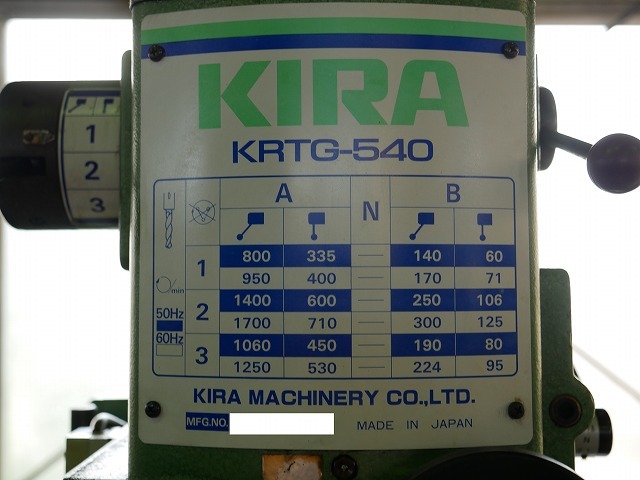 KIRA
KRTG-540
A N B
1 800 335 — 140 60
950 400 — 170 71
2 1400 600 — 250 106
1700 710 — 300 125
3 1060 450 — 190 80
1250 530 — 224 95
/min
50Hz
60Hz
KIRA MACHINERY CO.,LTD.
MFG.NO. MADE IN JAPAN
1
2
3